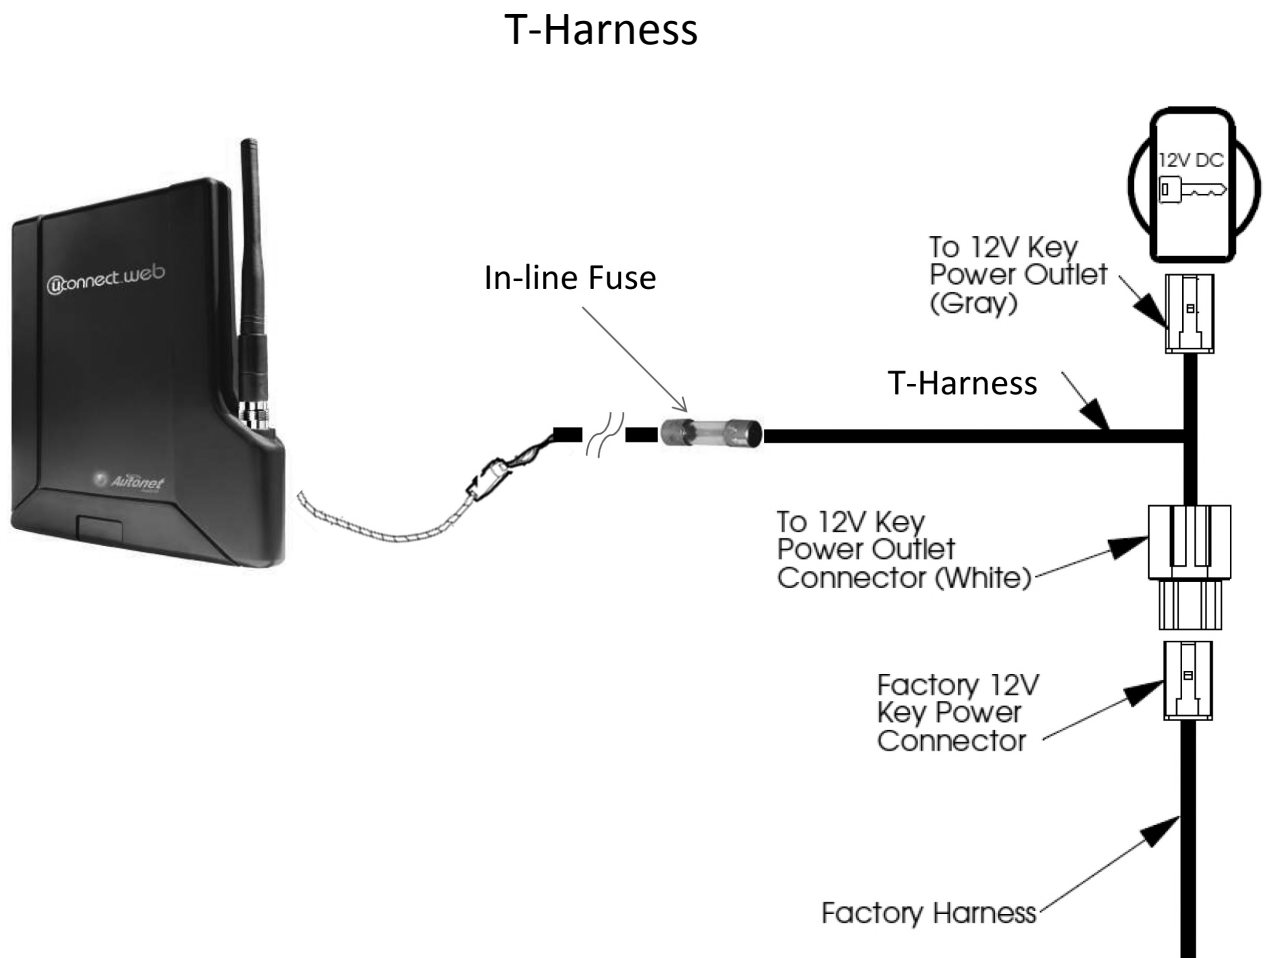 T-Harness
12V DC
uconnect.web
To 12V Key
Power Outlet
(Gray)
In-line Fuse
T-Harness
Autonet
To 12V Key
Power Outlet
Connector (White)
Factory 12V
Key Power
Connector
Factory Harness